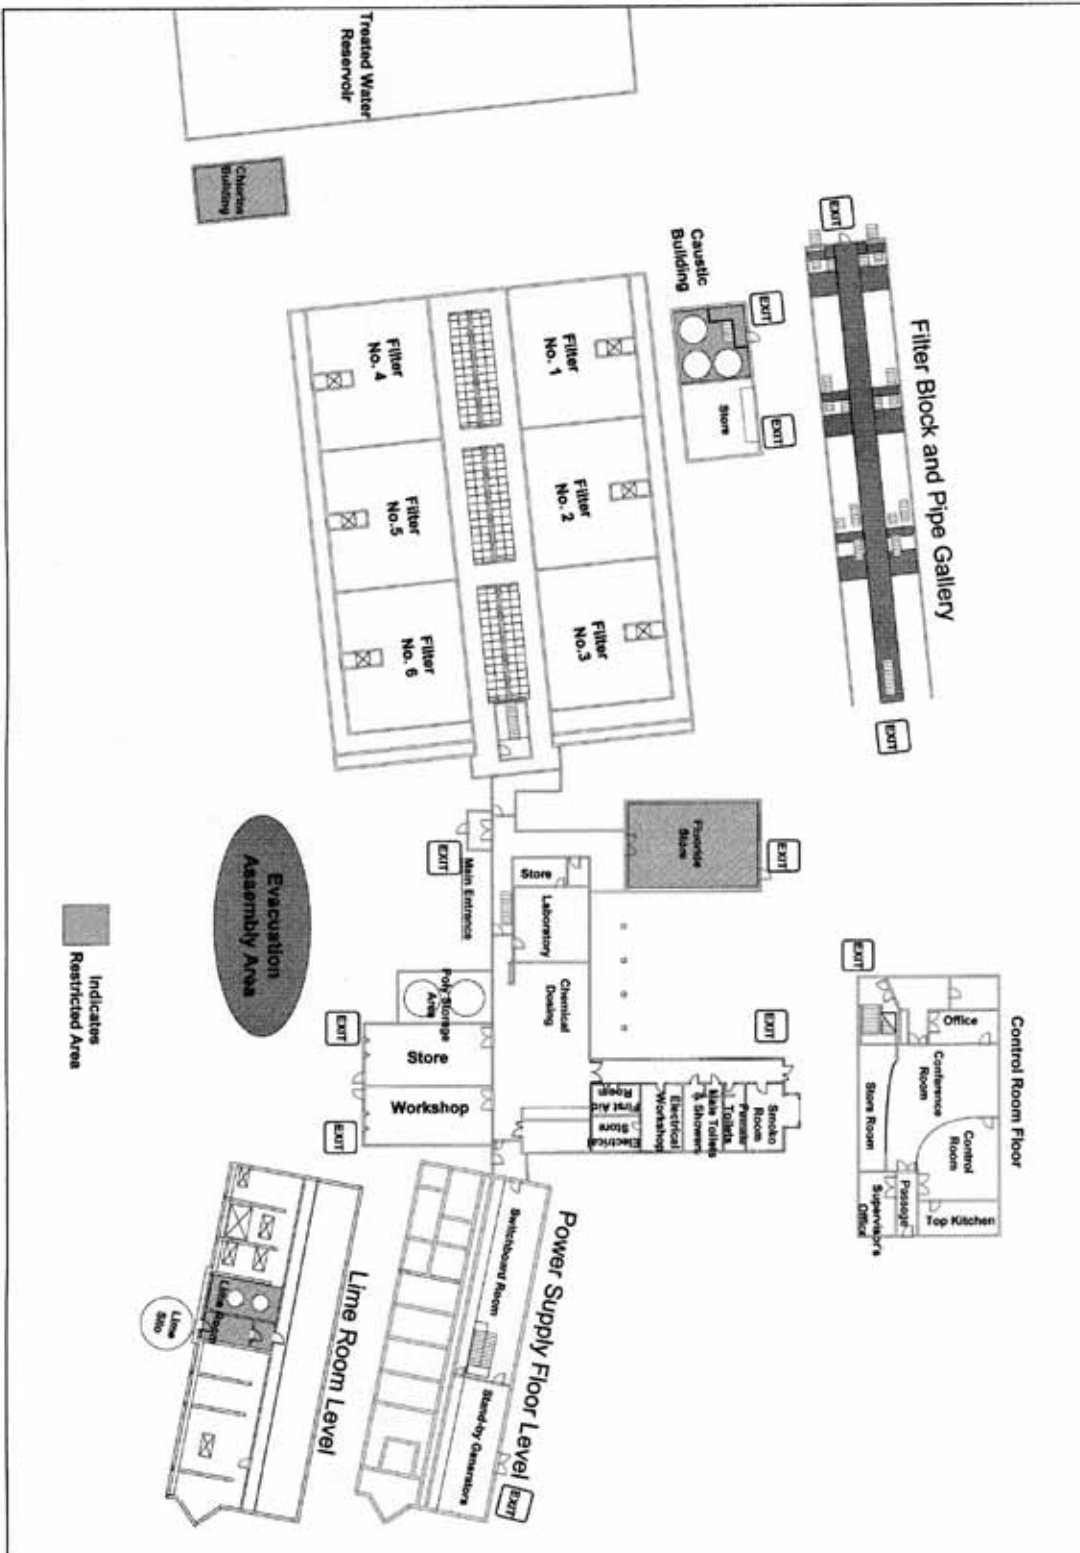 Treated Water
Reservoir
Chlorine
Building
Caustic
Building
EXIT
EXIT
Store
EXIT
Filter Block and Pipe Gallery
EXIT
Filter
No. 1
Filter
No. 2
Filter
No.3
Filter
No. 4
Filter
No.5
Filter
No. 6
Fluoride
Store
EXIT
EXIT
Main Entrance
Store
Laboratory
Chemical
Dosing
Evacuation
Assembly Area
Indicates
Restricted Area
Poly Storage
Area
EXIT
Store
Workshop
EXIT
EXIT
First Aid
Room
Electrical
Store
Electrical
Workshop
Male Toilets
& Showers
Female
Toilets
Smoko
Room
EXIT
Office
Conference
Room
Store Room
Control
Room
Passage
Supervisor's
Office
Top Kitchen
Control Room Floor
Power Supply Floor Level
Switchboard Room
Stand-by Generators
EXIT
Lime Room Level
Lime Room
Lime
Silo